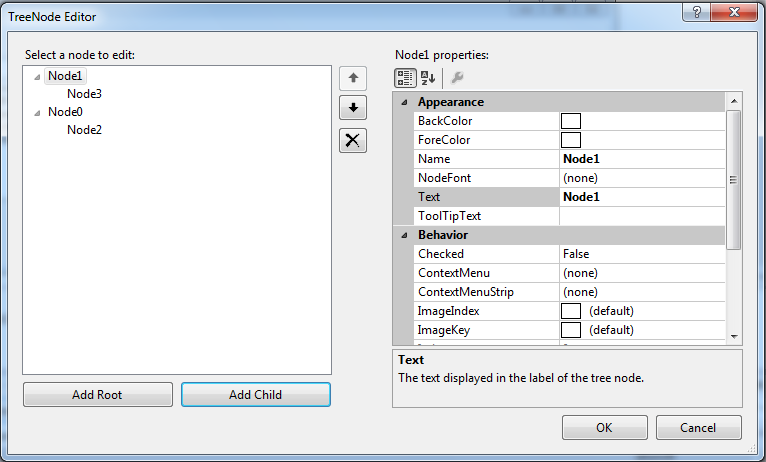 TreeNode Editor
Select a node to edit:
Node1
Node3
Node0
Node2
Add Root
Add Child
Node1 properties:
Appearance
BackColor
ForeColor
Name Node1
NodeFont (none)
Text Node1
ToolTipText
Behavior
Checked False
ContextMenu (none)
ContextMenuStrip (none)
ImageIndex (default)
ImageKey (default)
Text
The text displayed in the label of the tree node.
OK Cancel